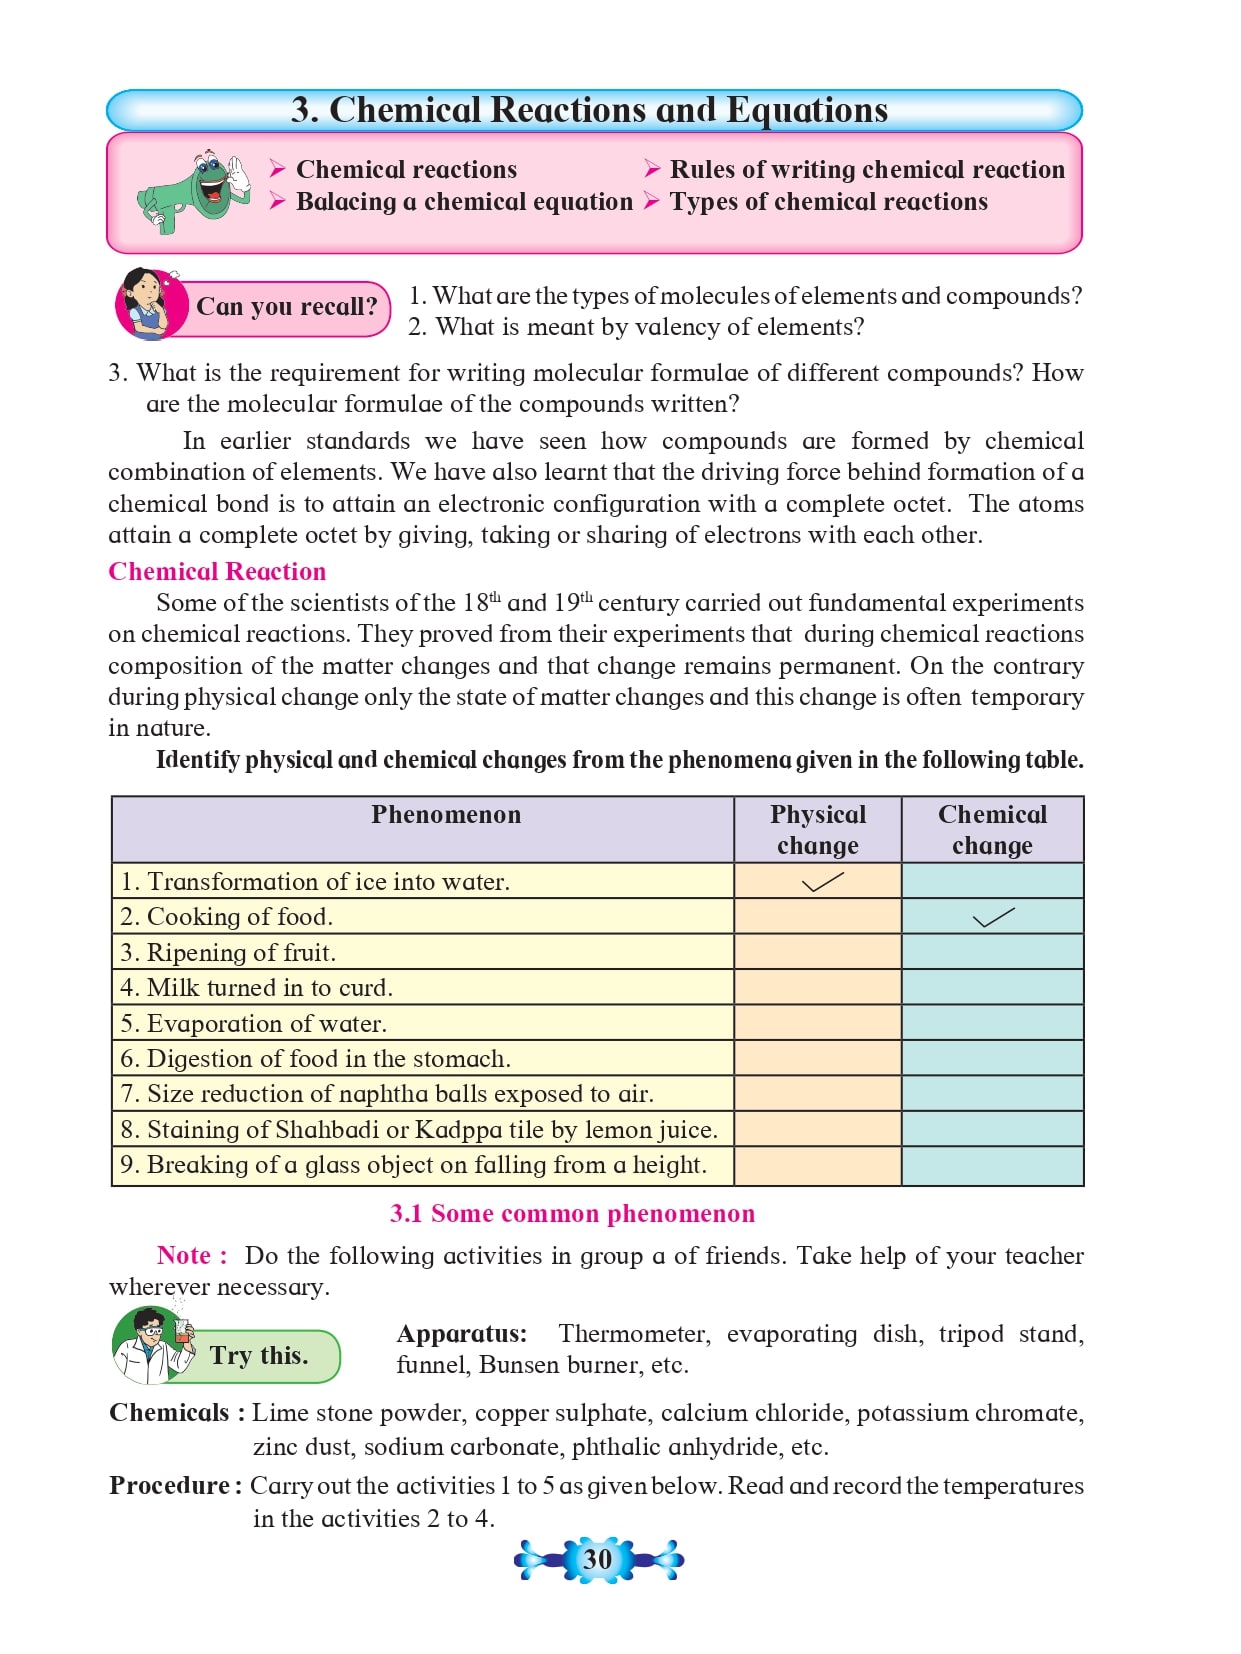 3. Chemical Reactions and Equations
➢ Chemical reactions ➢ Rules of writing chemical reaction
➢ Balacing a chemical equation ➢ Types of chemical reactions
Can you recall?
1. What are the types of molecules of elements and compounds?
2. What is meant by valency of elements?
3. What is the requirement for writing molecular formulae of different compounds? How
are the molecular formulae of the compounds written?
In earlier standards we have seen how compounds are formed by chemical
combination of elements. We have also learnt that the driving force behind formation of a
chemical bond is to attain an electronic configuration with a complete octet. The atoms
attain a complete octet by giving, taking or sharing of electrons with each other.
Chemical Reaction
Some of the scientists of the 18th and 19th century carried out fundamental experiments
on chemical reactions. They proved from their experiments that during chemical reactions
composition of the matter changes and that change remains permanent. On the contrary
during physical change only the state of matter changes and this change is often temporary
in nature.
Identify physical and chemical changes from the phenomena given in the following table.
Phenomenon Physical Chemical
change change
1. Transformation of ice into water. ✓
2. Cooking of food. ✓
3. Ripening of fruit.
4. Milk turned in to curd.
5. Evaporation of water.
6. Digestion of food in the stomach.
7. Size reduction of naphtha balls exposed to air.
8. Staining of Shahbadi or Kadppa tile by lemon juice.
9. Breaking of a glass object on falling from a height.
3.1 Some common phenomenon
Note : Do the following activities in group a of friends. Take help of your teacher
wherever necessary.
Try this.
Apparatus: Thermometer, evaporating dish, tripod stand,
funnel, Bunsen burner, etc.
Chemicals : Lime stone powder, copper sulphate, calcium chloride, potassium chromate,
zinc dust, sodium carbonate, phthalic anhydride, etc.
Procedure : Carry out the activities 1 to 5 as given below. Read and record the temperatures
in the activities 2 to 4.
30